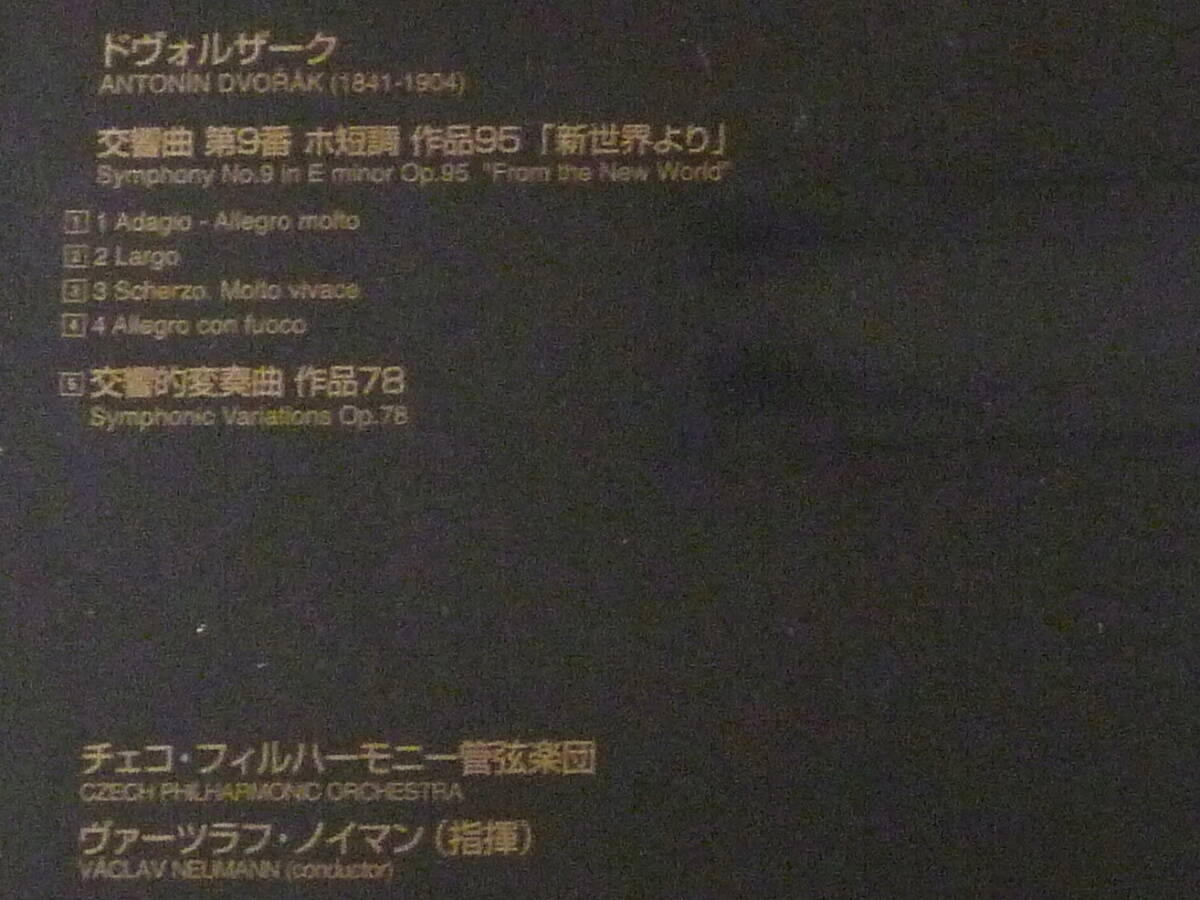 ドヴォルザーク
ANTONÍN DVOŘÁK (1841-1904)
交響曲 第9番 ホ短調 作品95「新世界より」
Symphony No.9 in E minor Op.95 "From the New World"
1 1 Adagio - Allegro molto
2 2 Largo
3 3 Scherzo. Molto vivace
4 4 Allegro con fuoco
5 交響的変奏曲 作品78
Symphonic Variations Op.78
チェコ・フィルハーモニー管弦楽団
CZECH PHILHARMONIC ORCHESTRA
ヴァーツラフ・ノイマン(指揮)
VÁCLAV NEUMANN (conductor)